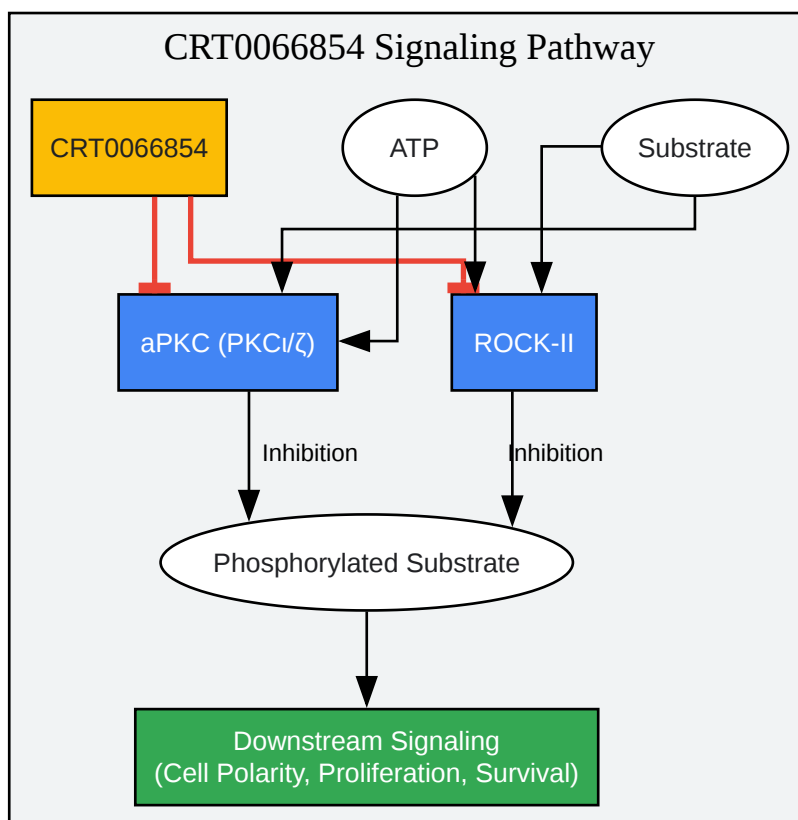 CRT0066854 Signaling Pathway
CRT0066854
ATP
Substrate
aPKC (PKCι/ζ)
ROCK-II
Inhibition
Inhibition
Phosphorylated Substrate
Downstream Signaling
(Cell Polarity, Proliferation, Survival)